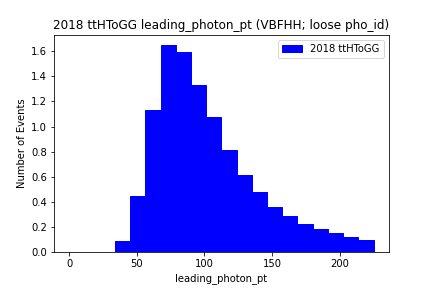 2018 ttHToGG leading_photon_pt (VBFHH; loose pho_id)
2018 ttHToGG
Number of Events
1.6
1.4
1.2
1.0
0.8
0.6
0.4
0.2
0.0
0 50 100 150 200
leading_photon_pt